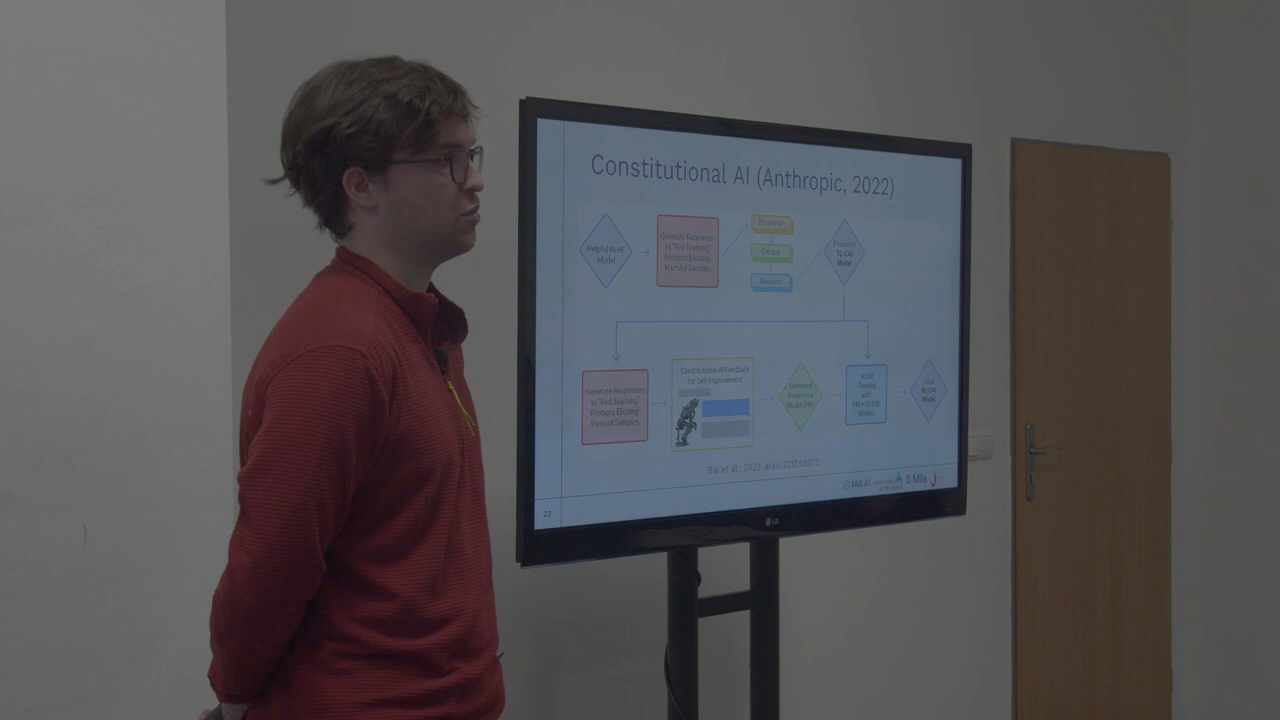 Constitutional AI (Anthropic, 2022)
Helpful RLHF
Model
Generate Responses
to "Red Teaming"
Prompts Eliciting
Harmful Samples
Response
Critique
Revision
Finetuned
SL-CAI
Model
Generate Responses
to "Red Teaming"
Prompts Eliciting
Pairs of Samples
Constitutional AI Feedback
for Self-Improvement
Finetuned
Preference
Model (PM)
RLAIF
Training
with
PM + SL-CAI
Models
Final
RL-CAI
Model
Bai et al., 2022, arXiv:2212.08073
FAR AI
Mila
22
LG